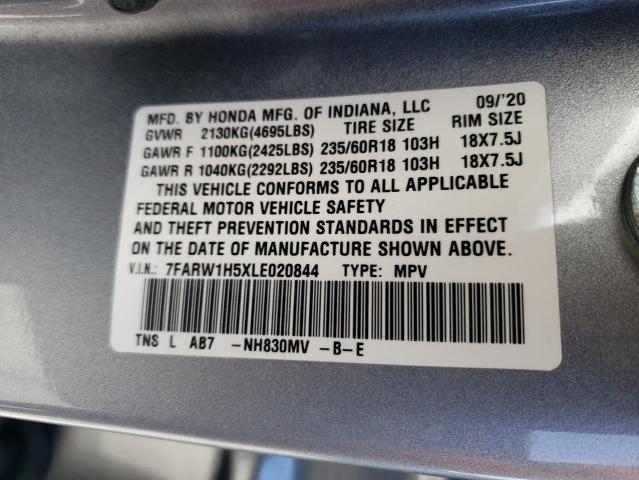 MFD. BY HONDA MFG. OF INDIANA, LLC 09/'20
GVWR 2130KG(4695LBS) TIRE SIZE RIM SIZE
GAWR F 1100KG(2425LBS) 235/60R18 103H 18X7.5J
GAWR R 1040KG(2292LBS) 235/60R18 103H 18X7.5J
THIS VEHICLE CONFORMS TO ALL APPLICABLE
FEDERAL MOTOR VEHICLE SAFETY
AND THEFT PREVENTION STANDARDS IN EFFECT
ON THE DATE OF MANUFACTURE SHOWN ABOVE.
V.I.N.: 7FARW1H5XLE020844 TYPE: MPV
TNS L AB7 -NH830MV -B-E